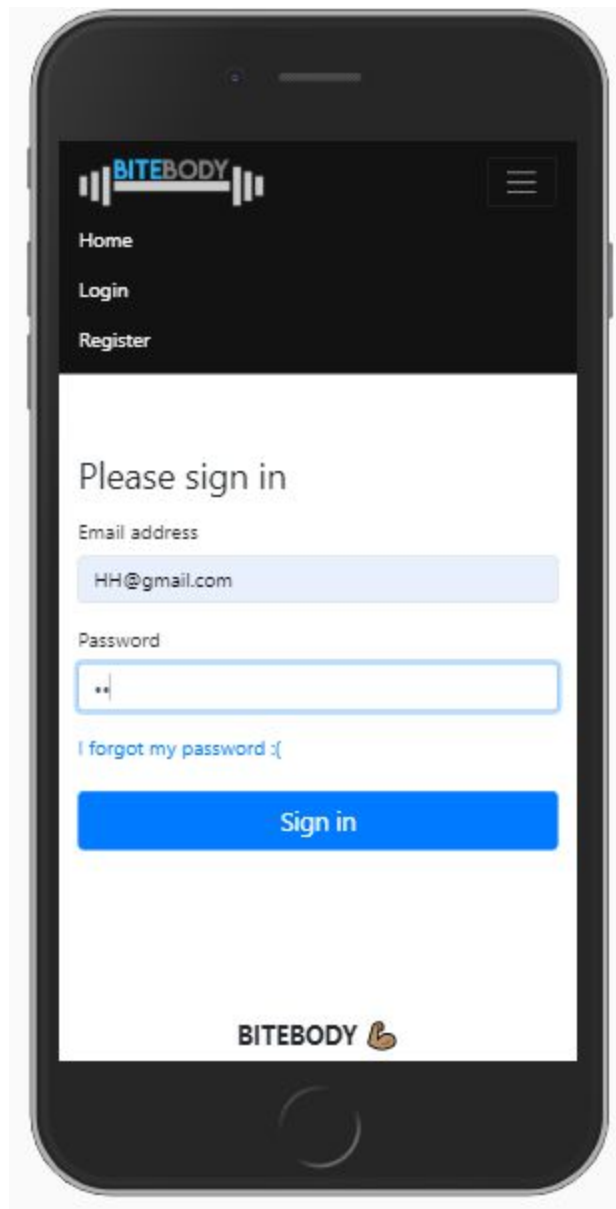 BITEBODY
Home
Login
Register
Please sign in
Email address
HH@gmail.com
Password
••
I forgot my password :(
Sign in
BITEBODY 💪🏽